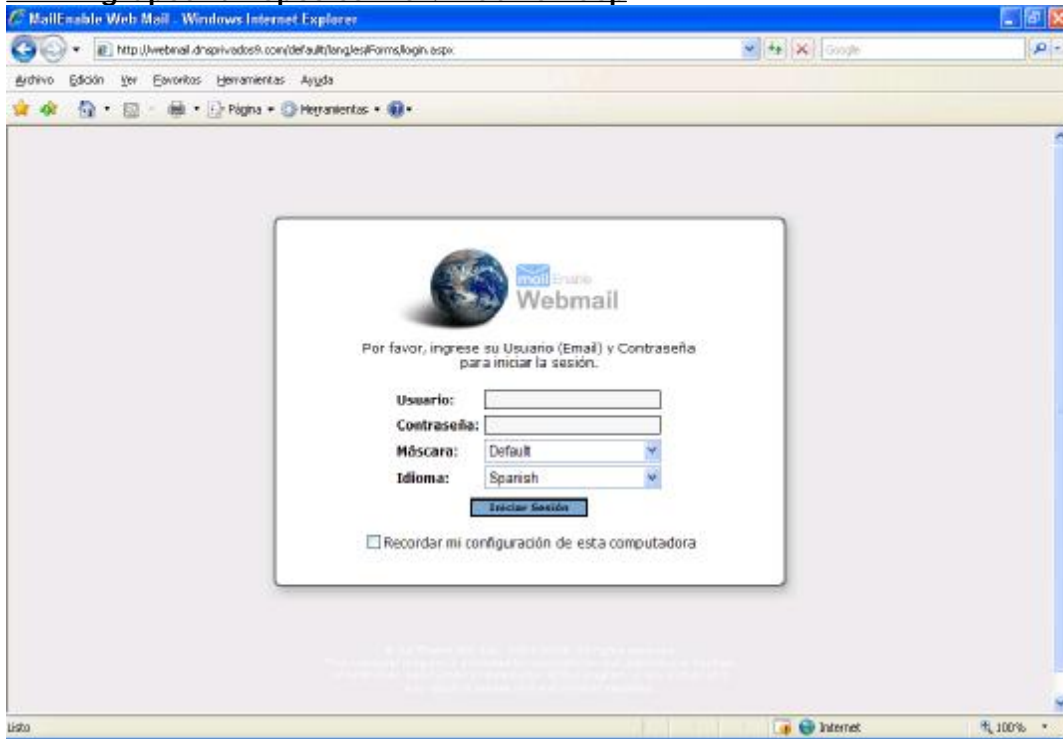 MailEnable Web Mail - Windows Internet Explorer
http://webmail.dnsprivados9.com/default/lang/es/Forms/login.aspx
Google
Archivo Edición Ver Favoritos Herramientas Ayuda
Página Herramientas
mail Enable
Webmail
Por favor, ingrese su Usuario (Email) y Contraseña
para iniciar la sesión.
Usuario:
Contraseña:
Máscara: Default
Idioma: Spanish
Iniciar Sesión
Recordar mi configuración de esta computadora
Listo Internet 100%